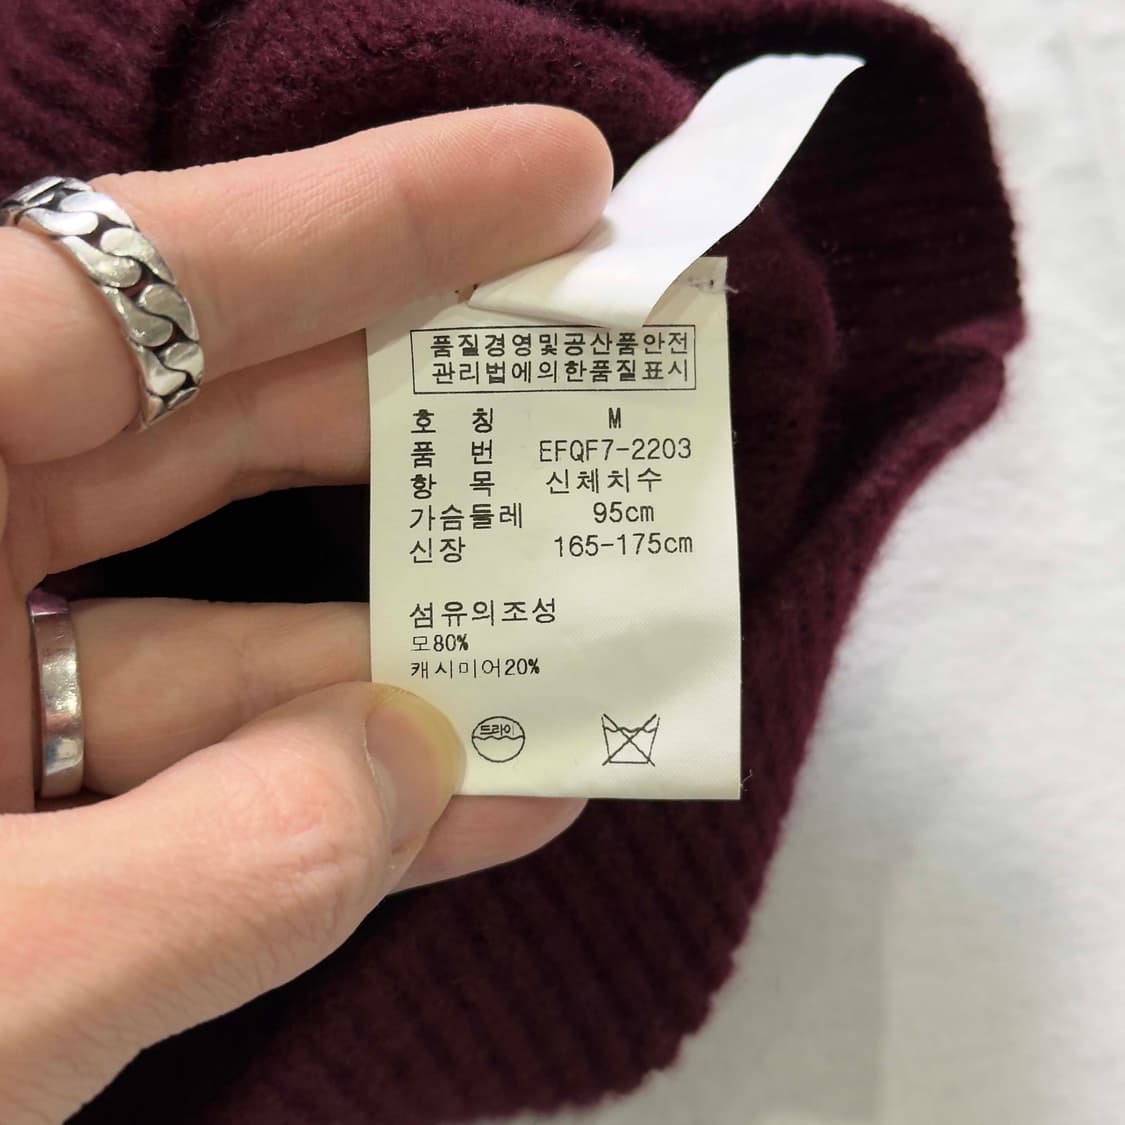 품질경영및공산품안전
관리법에의한품질표시
호 칭 M
품 번 EFQF7-2203
항 목 신체치수
가슴둘레 95cm
신장 165-175cm
섬유의조성
모80%
캐시미어20%
드라이